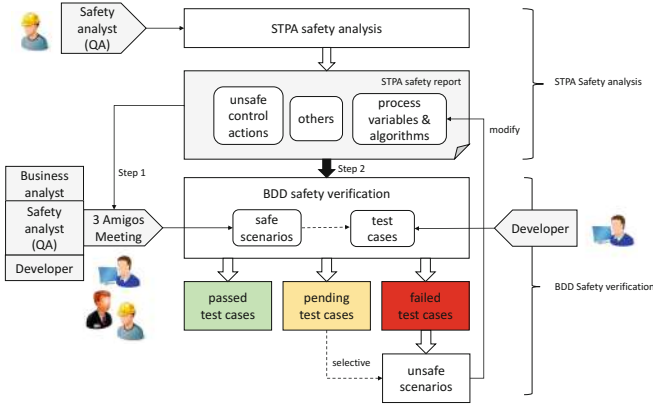 Safety
analyst
(QA)
STPA safety analysis
STPA safety report
unsafe
control
actions
others
process
variables &
algorithms
STPA Safety analysis
modify
Step 1
Step 2
Business
analyst
Safety
analyst
(QA)
Developer
3 Amigos
Meeting
BDD safety verification
safe
scenarios
test
cases
Developer
passed
test cases
pending
test cases
failed
test cases
BDD Safety verification
selective
unsafe
scenarios